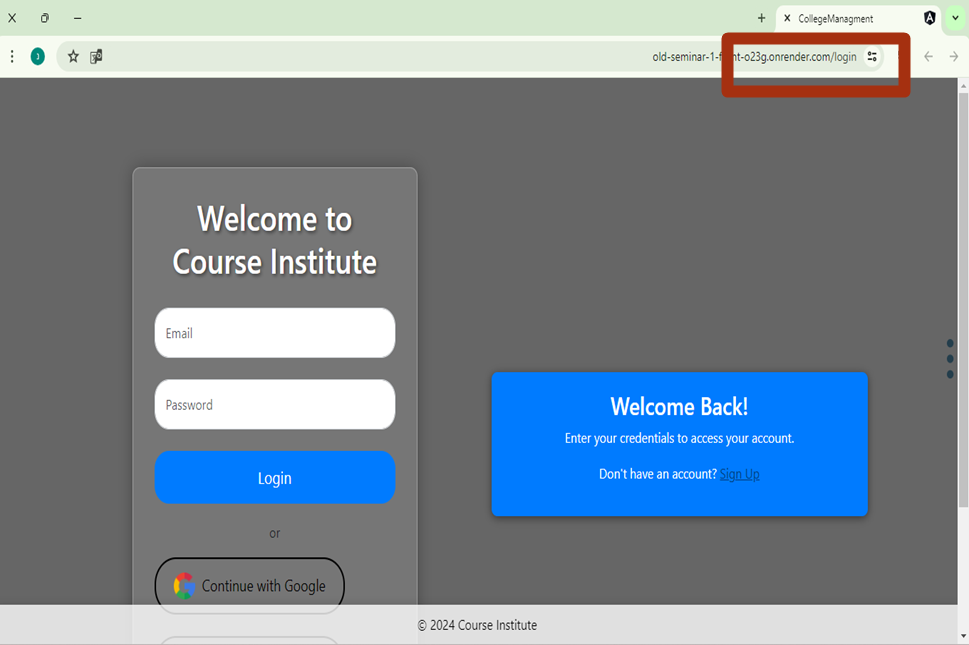 CollegeManagment
old-seminar-1-f nt-o23g.onrender.com/login
Welcome to
Course Institute
Email
Password
Login
or
Continue with Google
Welcome Back!
Enter your credentials to access your account.
Don't have an account? Sign Up
© 2024 Course Institute